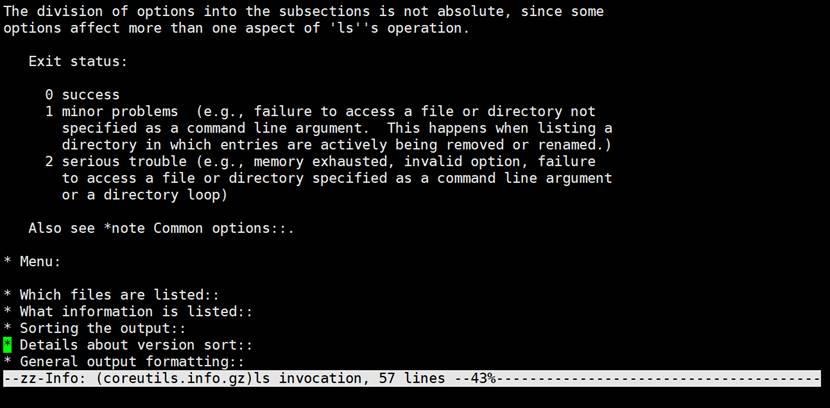 The division of options into the subsections is not absolute, since some
options affect more than one aspect of 'ls''s operation.
Exit status:
0 success
1 minor problems  (e.g., failure to access a file or directory not
specified as a command line argument.  This happens when listing a
directory in which entries are actively being removed or renamed.)
2 serious trouble (e.g., memory exhausted, invalid option, failure
to access a file or directory specified as a command line argument
or a directory loop)
Also see *note Common options::.
* Menu:
* Which files are listed::
* What information is listed::
* Sorting the output::
* Details about version sort::
* General output formatting::
--zz-Info: (coreutils.info.gz)ls invocation, 57 lines --43%---------------------------------------